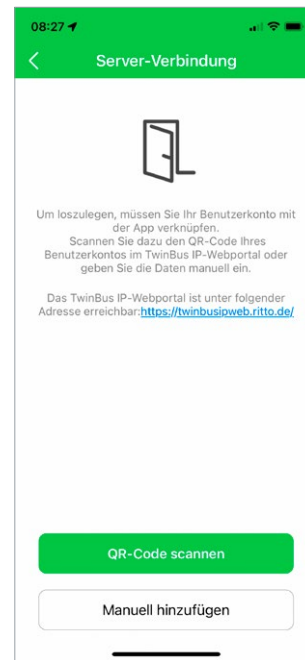 08:27
Server-Verbindung
Um loszulegen, müssen Sie Ihr Benutzerkonto mit
der App verknüpfen.
Scannen Sie dazu den QR-Code Ihres
Benutzerkontos im TwinBus IP-Webportal oder
geben Sie die Daten manuell ein.
Das TwinBus IP-Webportal ist unter folgender
Adresse erreichbar:https://twinbusipweb.ritto.de/
QR-Code scannen
Manuell hinzufügen